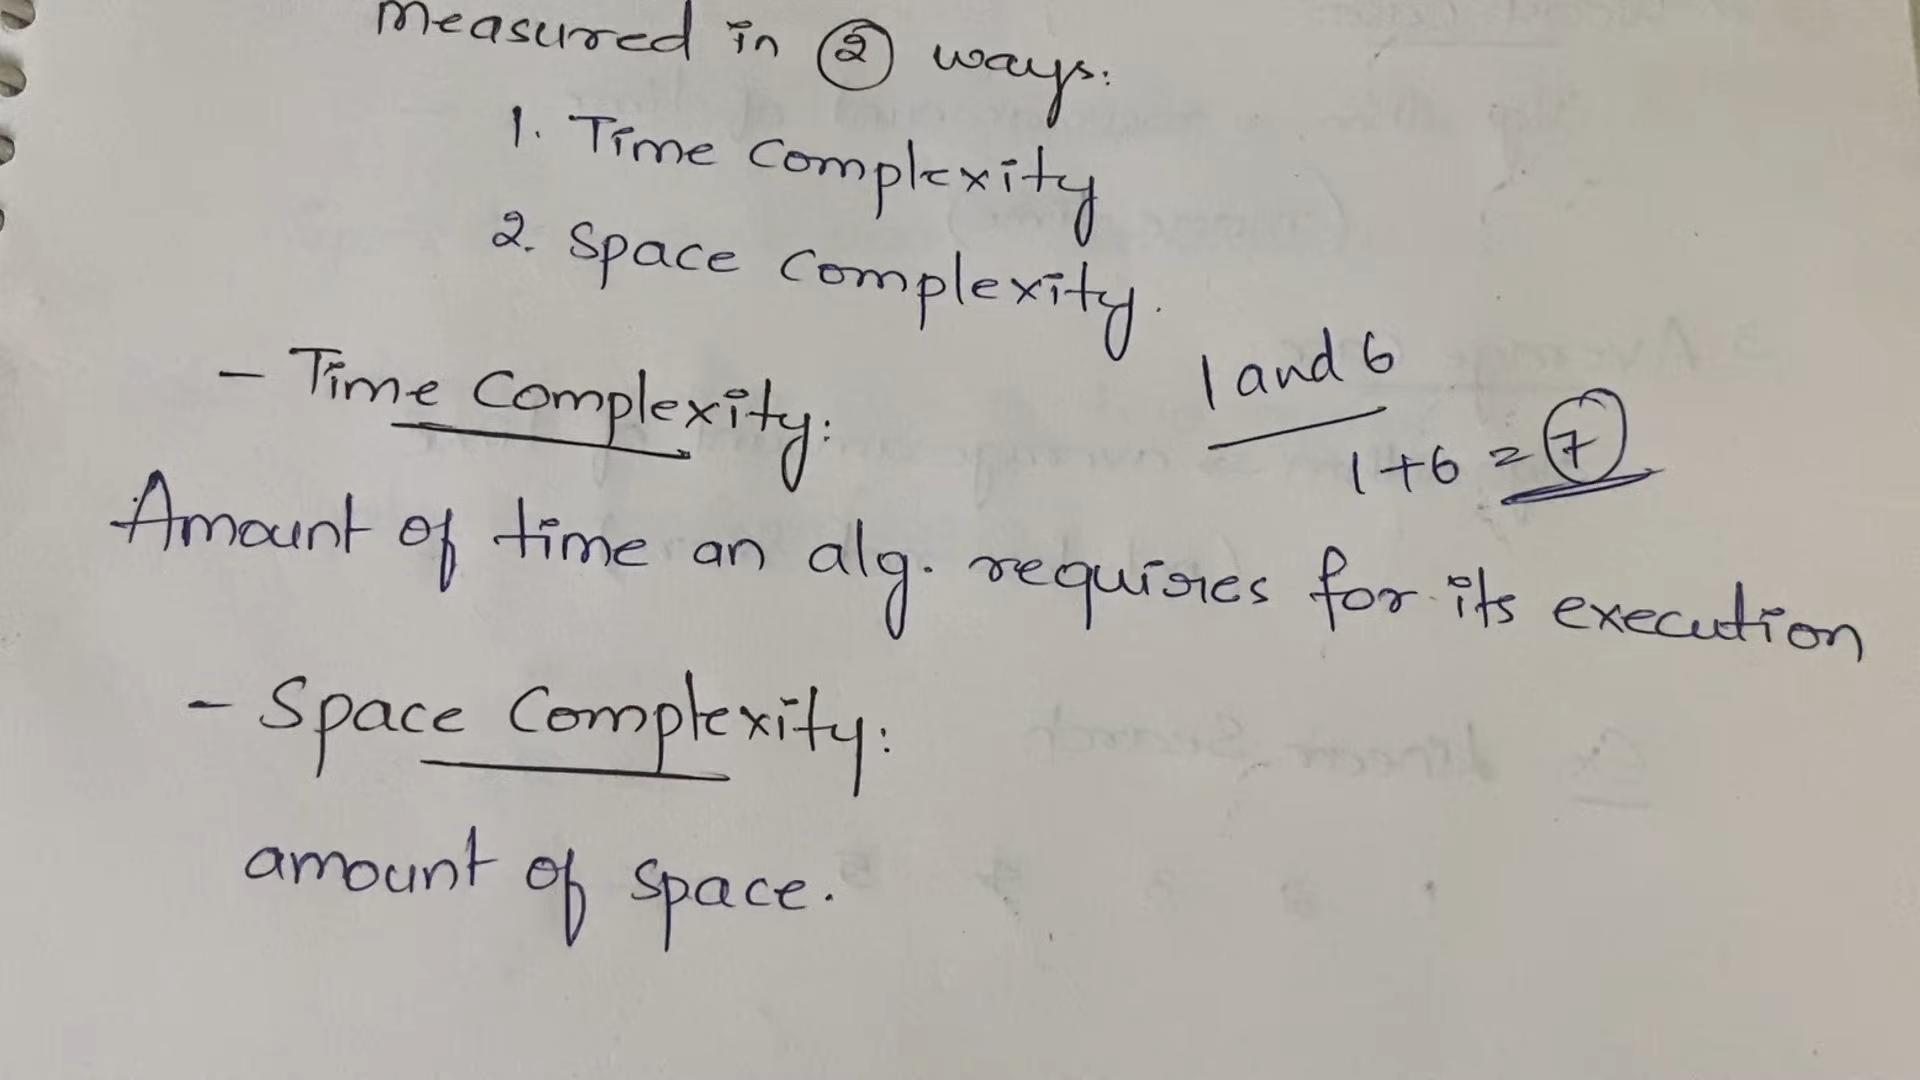 Measured in 2 ways:
1. Time Complexity
2. Space Complexity.
- Time Complexity:
1 and 6
1+6 = 7
Amount of time an alg. requires for its execution
- Space Complexity:
amount of space.